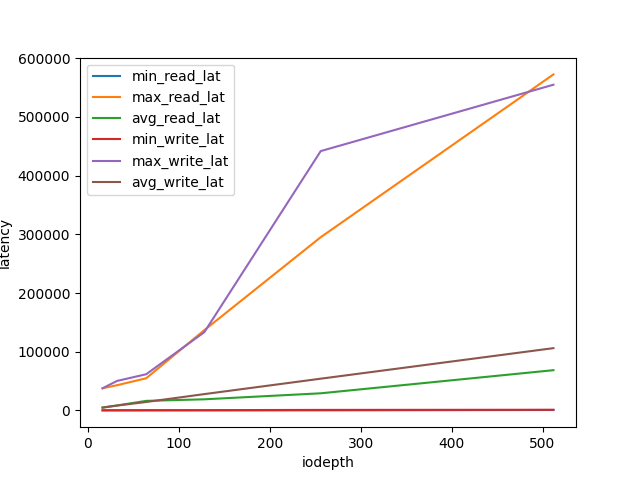 600000
500000
400000
300000
200000
100000
0
latency
min_read_lat
max_read_lat
avg_read_lat
min_write_lat
max_write_lat
avg_write_lat
0 100 200 300 400 500
iodepth